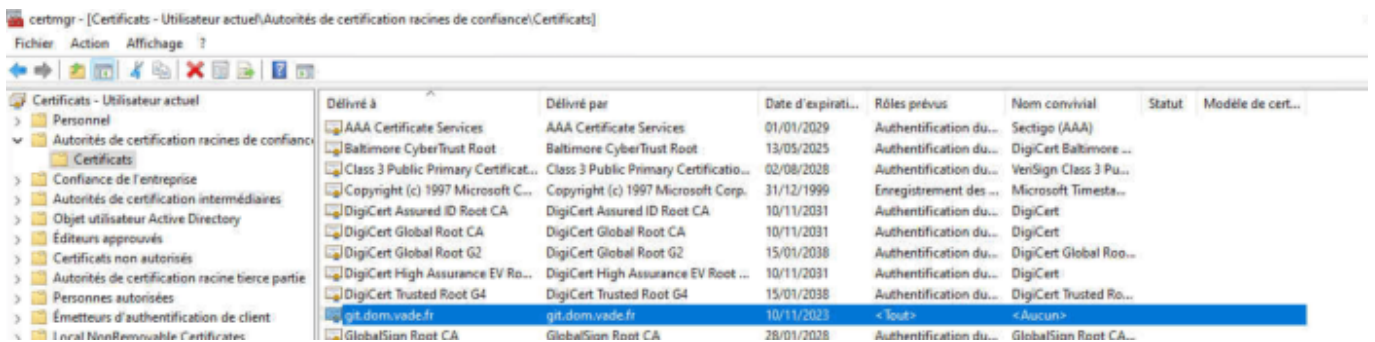 certmgr - [Certificats - Utilisateur actuel\Autorités de certification racines de confiance\Certificats]
Fichier Action Affichage ?
Certificats - Utilisateur actuel
Personnel
Autorités de certification racines de confianc
Certificats
Confiance de l'entreprise
Autorités de certification intermédiaires
Objet utilisateur Active Directory
Éditeurs approuvés
Certificats non autorisés
Autorités de certification racine tierce partie
Personnes autorisées
Émetteurs d'authentification de client
Local NonRemovable Certificates
Délivré à Délivré par Date d'expirati... Rôles prévus Nom convivial Statut Modèle de cert...
AAA Certificate Services AAA Certificate Services 01/01/2029 Authentification du... Sectigo (AAA)
Baltimore CyberTrust Root Baltimore CyberTrust Root 13/05/2025 Authentification du... DigiCert Baltimore ...
Class 3 Public Primary Certificat... Class 3 Public Primary Certificatio... 02/08/2028 Authentification du... VeriSign Class 3 Pu...
Copyright (c) 1997 Microsoft C... Copyright (c) 1997 Microsoft Corp. 31/12/1999 Enregistrement des ... Microsoft Timesta...
DigiCert Assured ID Root CA DigiCert Assured ID Root CA 10/11/2031 Authentification du... DigiCert
DigiCert Global Root CA DigiCert Global Root CA 10/11/2031 Authentification du... DigiCert
DigiCert Global Root G2 DigiCert Global Root G2 15/01/2038 Authentification du... DigiCert Global Roo...
DigiCert High Assurance EV Ro... DigiCert High Assurance EV Root ... 10/11/2031 Authentification du... DigiCert
DigiCert Trusted Root G4 DigiCert Trusted Root G4 15/01/2038 Authentification du... DigiCert Trusted Ro...
git.dom.vade.fr git.dom.vade.fr 10/11/2023 <Tout> <Aucun>
GlobalSign Root CA GlobalSign Root CA 28/01/2028 Authentification du... GlobalSign Root CA...